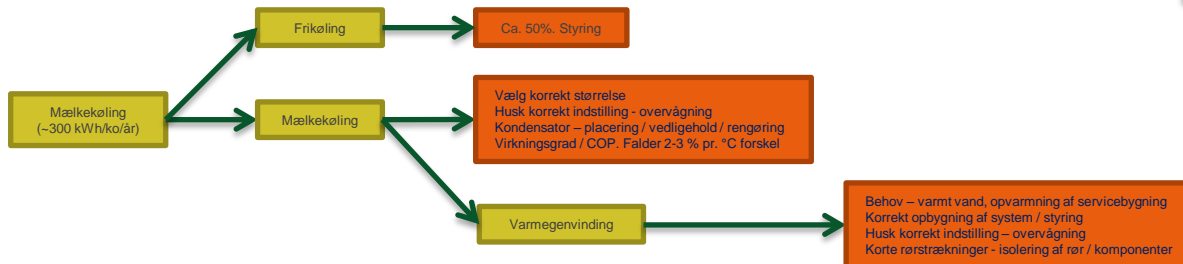 Frikøling
Ca. 50%. Styring
Mælkekøling
(~300 kWh/ko/år)
Mælkekøling
Vælg korrekt størrelse
Husk korrekt indstilling - overvågning
Kondensator – placering / vedligehold / rengøring
Virkningsgrad / COP. Falder 2-3 % pr. °C forskel
Varmegenvinding
Behov – varmt vand, opvarmning af servicebygning
Korrekt opbygning af system / styring
Husk korrekt indstilling – overvågning
Korte rørstrækninger - isolering af rør / komponenter